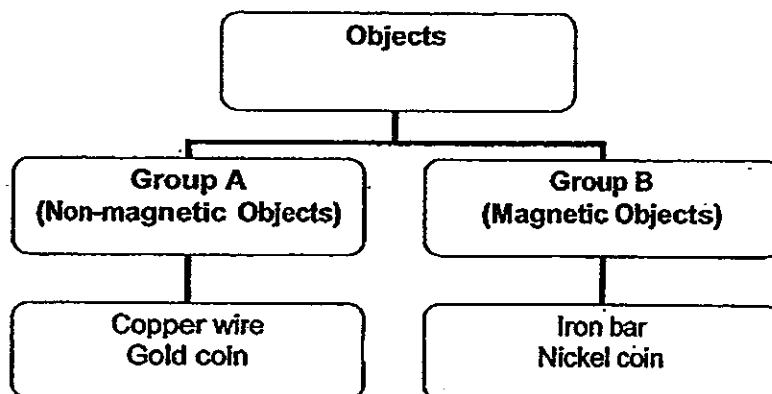 Objects
Group A
(Non-magnetic Objects)
Group B
(Magnetic Objects)
Copper wire
Gold coin
Iron bar
Nickel coin